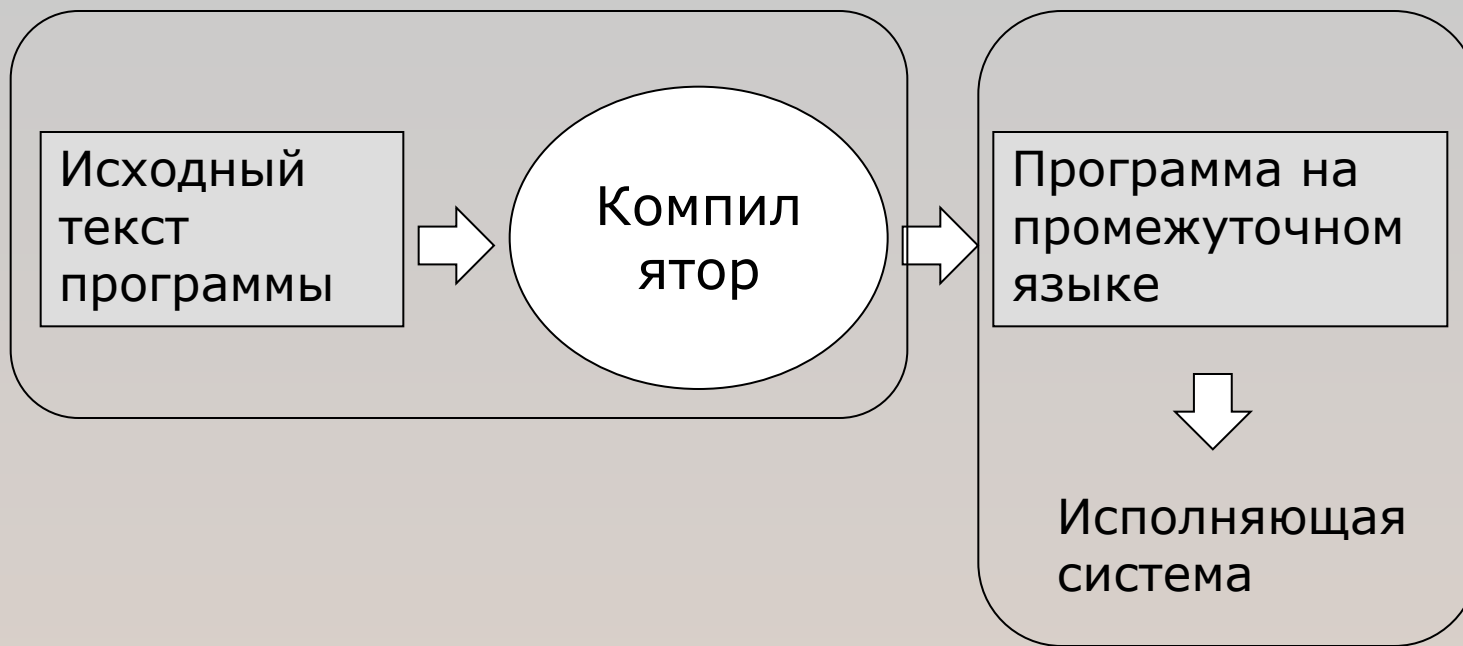 Исходный
текст
программы
Компил
ятор
Программа на
промежуточном
языке
Исполняющая
система